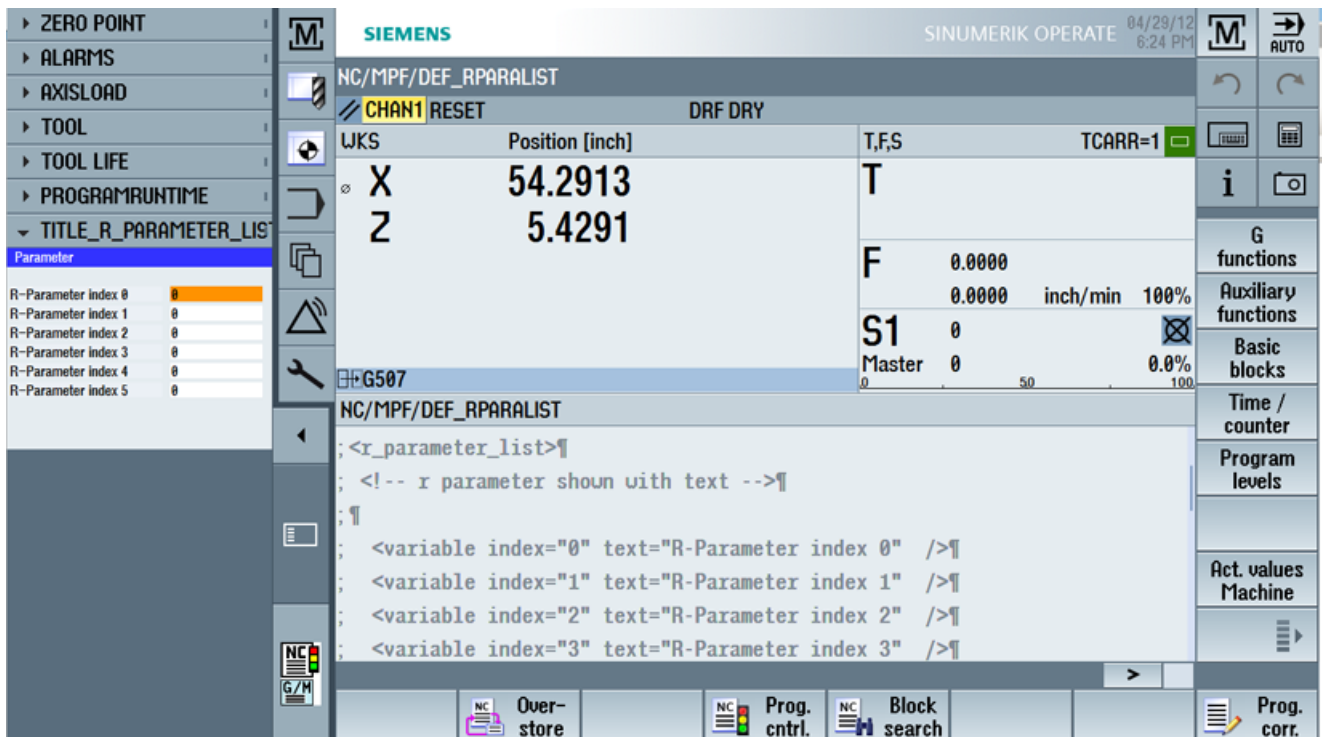 ZERO POINT
ALARMS
AXISLOAD
TOOL
TOOL LIFE
PROGRAMRUNTIME
TITLE_R_PARAMETER_LIS
Parameter
R-Parameter index 0 0
R-Parameter index 1 0
R-Parameter index 2 0
R-Parameter index 3 0
R-Parameter index 4 0
R-Parameter index 5 0
M
NC
G/M
SIEMENS
SINUMERIK OPERATE 04/29/12
6:24 PM
NC/MPF/DEF_RPARALIST
// CHAN1 RESET DRF DRY
WKS Position [inch]
X 54.2913
Z 5.4291
G507
T,F,S TCARR=1
T
F 0.0000
0.0000 inch/min 100%
S1 0
Master 0 0.0%
0 . 50 . 100
NC/MPF/DEF_RPARALIST
;<r_parameter_list>¶
; <!-- r parameter shown with text -->¶
;¶
; <variable index="0" text="R-Parameter index 0" />¶
; <variable index="1" text="R-Parameter index 1" />¶
; <variable index="2" text="R-Parameter index 2" />¶
; <variable index="3" text="R-Parameter index 3" />¶
>
NC Over-
store
NC Prog.
cntrl.
NC Block
search
Prog.
corr.
M AUTO
i
G
functions
Auxiliary
functions
Basic
blocks
Time /
counter
Program
levels
Act. values
Machine